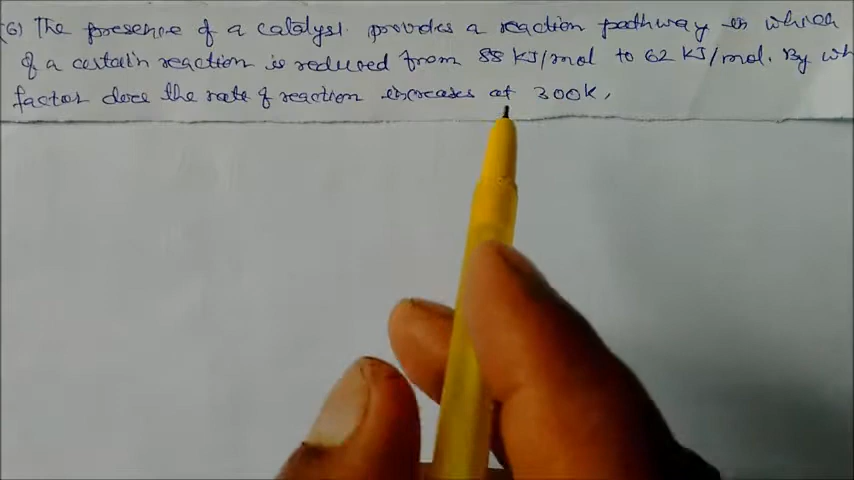 (6) The presence of a catalyst provides a reaction pathway in which
of a certain reaction is reduced from 88 KJ/mol to 62 KJ/mol. By wh
factor does the rate of reaction increases at 300K,